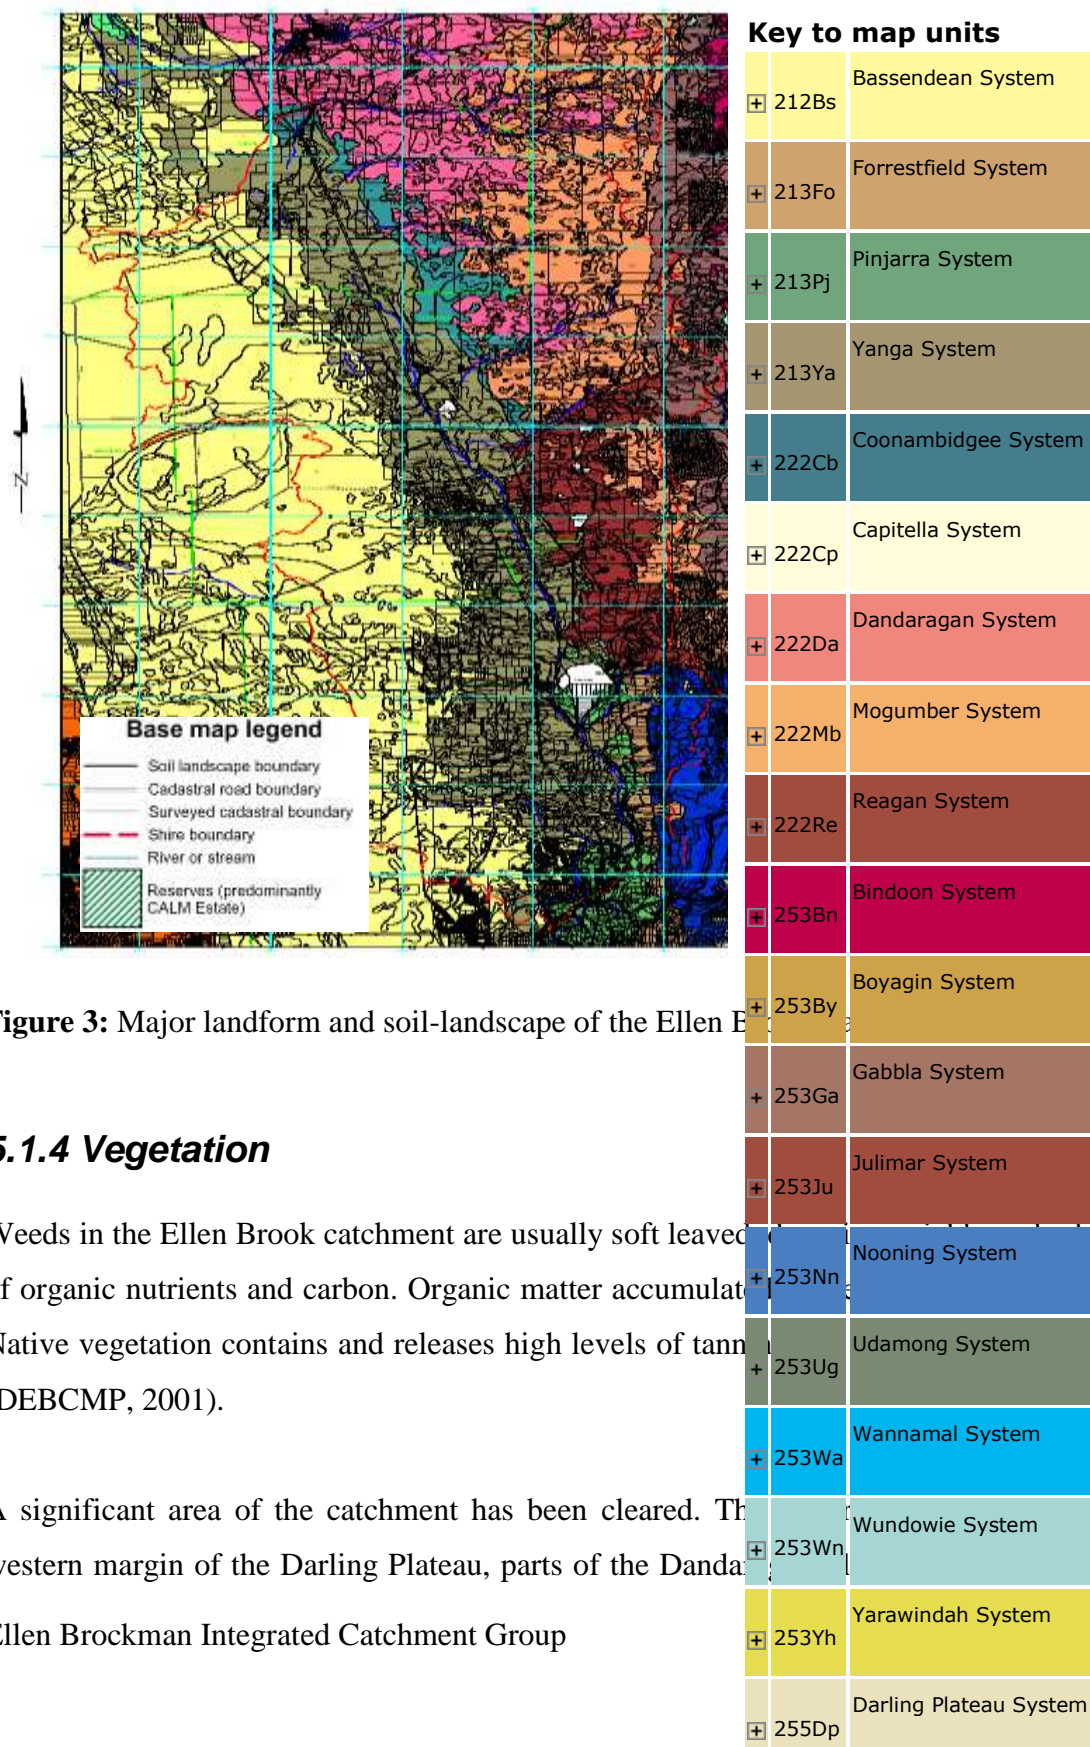 Key to map units
212Bs Bassendean System
213Fo Forrestfield System
213Pj Pinjarra System
213Ya Yanga System
222Cb Coonambidgee System
222Cp Capitella System
222Da Dandaragan System
222Mb Mogumber System
222Re Reagan System
253Bn Bindoon System
253By Boyagin System
253Ga Gabbla System
253Ju Julimar System
253Nn Nooning System
253Ug Udamong System
253Wa Wannamal System
253Wn Wundowie System
253Yh Yarawindah System
255Dp Darling Plateau System
N
Base map legend
Soil landscape boundary
Cadastral road boundary
Surveyed cadastral boundary
Shire boundary
River or stream
Reserves (predominantly
CALM Estate)
igure 3: Major landform and soil-landscape of the Ellen B
5.1.4 Vegetation
Weeds in the Ellen Brook catchment are usually soft leaved
f organic nutrients and carbon. Organic matter accumulate
Native vegetation contains and releases high levels of tann
DEBCMP, 2001).
A significant area of the catchment has been cleared. Th
western margin of the Darling Plateau, parts of the Danda
Ellen Brockman Integrated Catchment Group